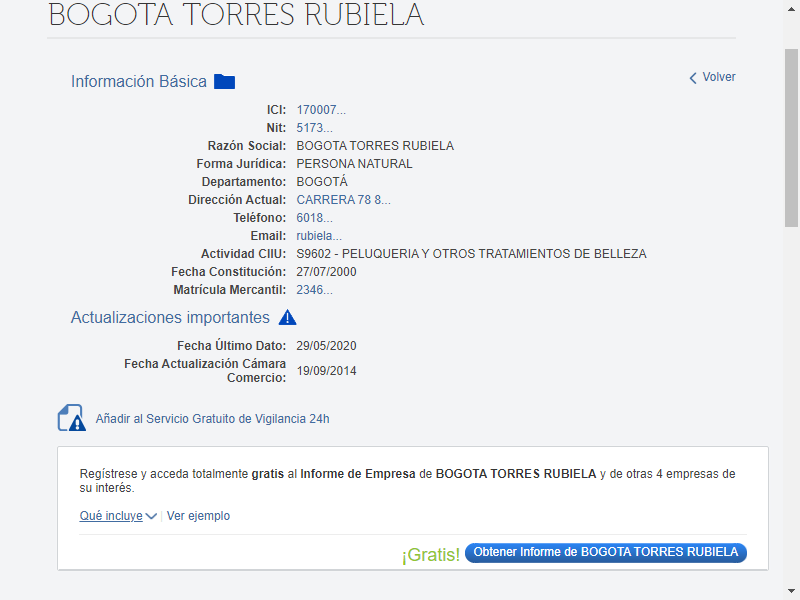 BOGOTA TORRES RUBIELA
Información Básica
Volver
ICI: 170007...
Nit: 5173...
Razón Social: BOGOTA TORRES RUBIELA
Forma Jurídica: PERSONA NATURAL
Departamento: BOGOTÁ
Dirección Actual: CARRERA 78 8...
Teléfono: 6018...
Email: rubiela...
Actividad CIIU: S9602 - PELUQUERIA Y OTROS TRATAMIENTOS DE BELLEZA
Fecha Constitución: 27/07/2000
Matrícula Mercantil: 2346...
Actualizaciones importantes
Fecha Último Dato: 29/05/2020
Fecha Actualización Cámara
Comercio: 19/09/2014
Añadir al Servicio Gratuito de Vigilancia 24h
Regístrese y acceda totalmente gratis al Informe de Empresa de BOGOTA TORRES RUBIELA y de otras 4 empresas de
su interés.
Qué incluye | Ver ejemplo
¡Gratis! Obtener Informe de BOGOTA TORRES RUBIELA